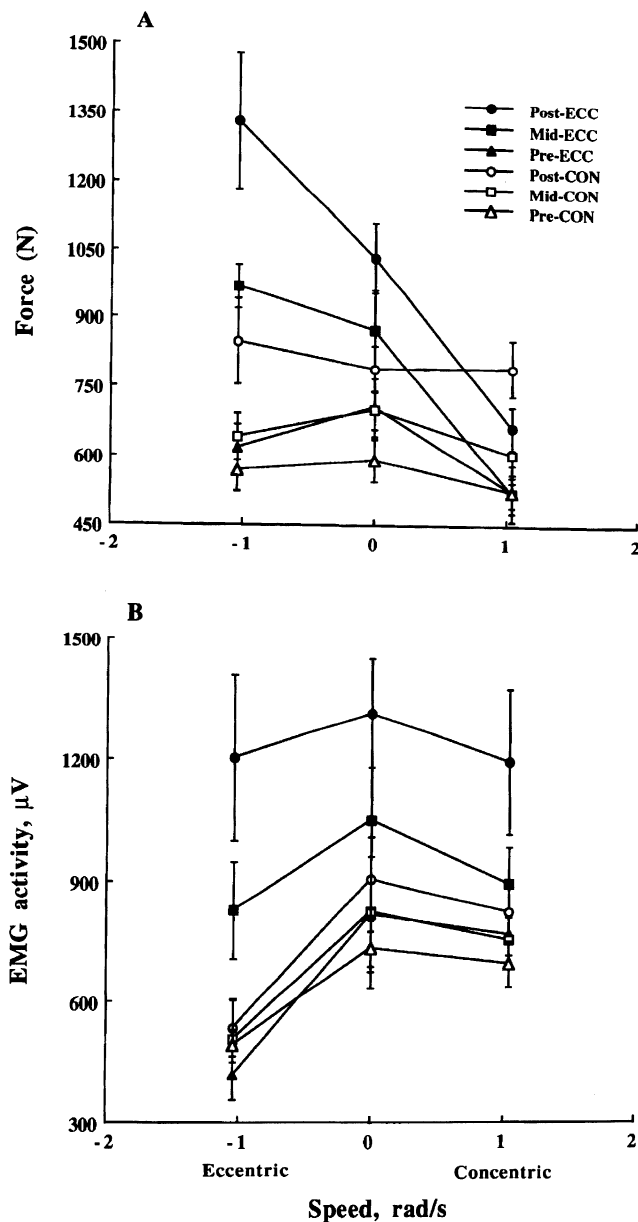 A
1500
1350
1200
1050
900
750
600
450
Force (N)
Post-ECC
Mid-ECC
Pre-ECC
Post-CON
Mid-CON
Pre-CON
-2
-1
0
1
2
B
1500
1200
900
600
300
EMG activity, μV
-2
-1
0
1
2
Eccentric
Concentric
Speed, rad/s